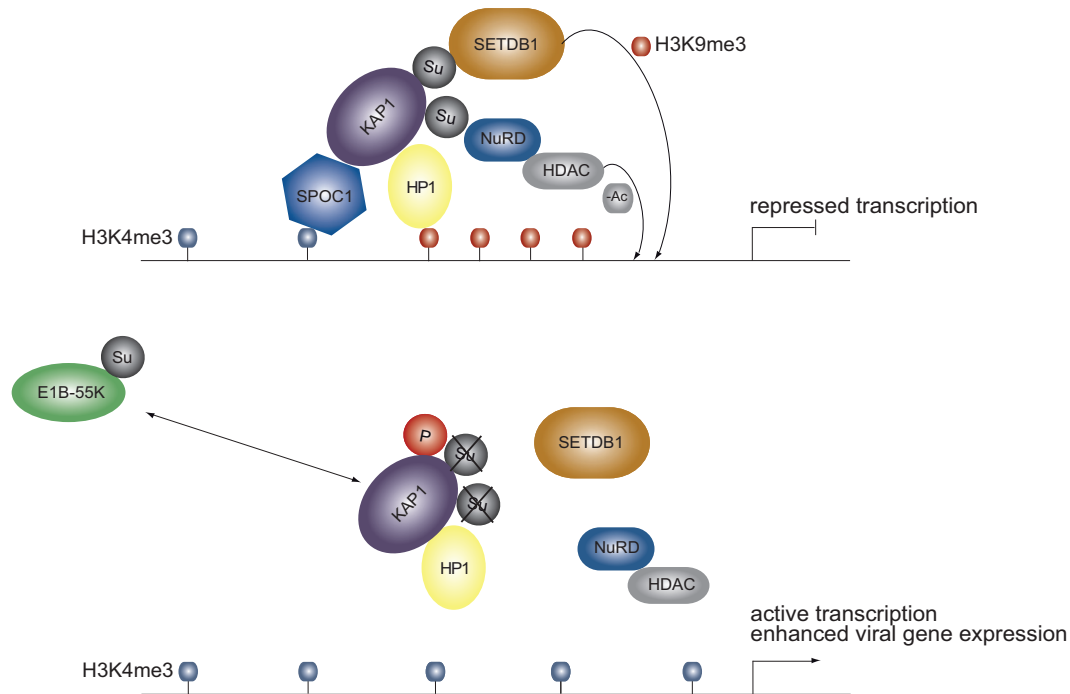 SETDB1
H3K9me3
Su
KAP1
Su
NuRD
HDAC
HP1
SPOC1
-Ac
repressed transcription
H3K4me3
Su
E1B-55K
P
Su
SETDB1
KAP1
Su
NuRD
HP1
HDAC
active transcription
enhanced viral gene expression
H3K4me3